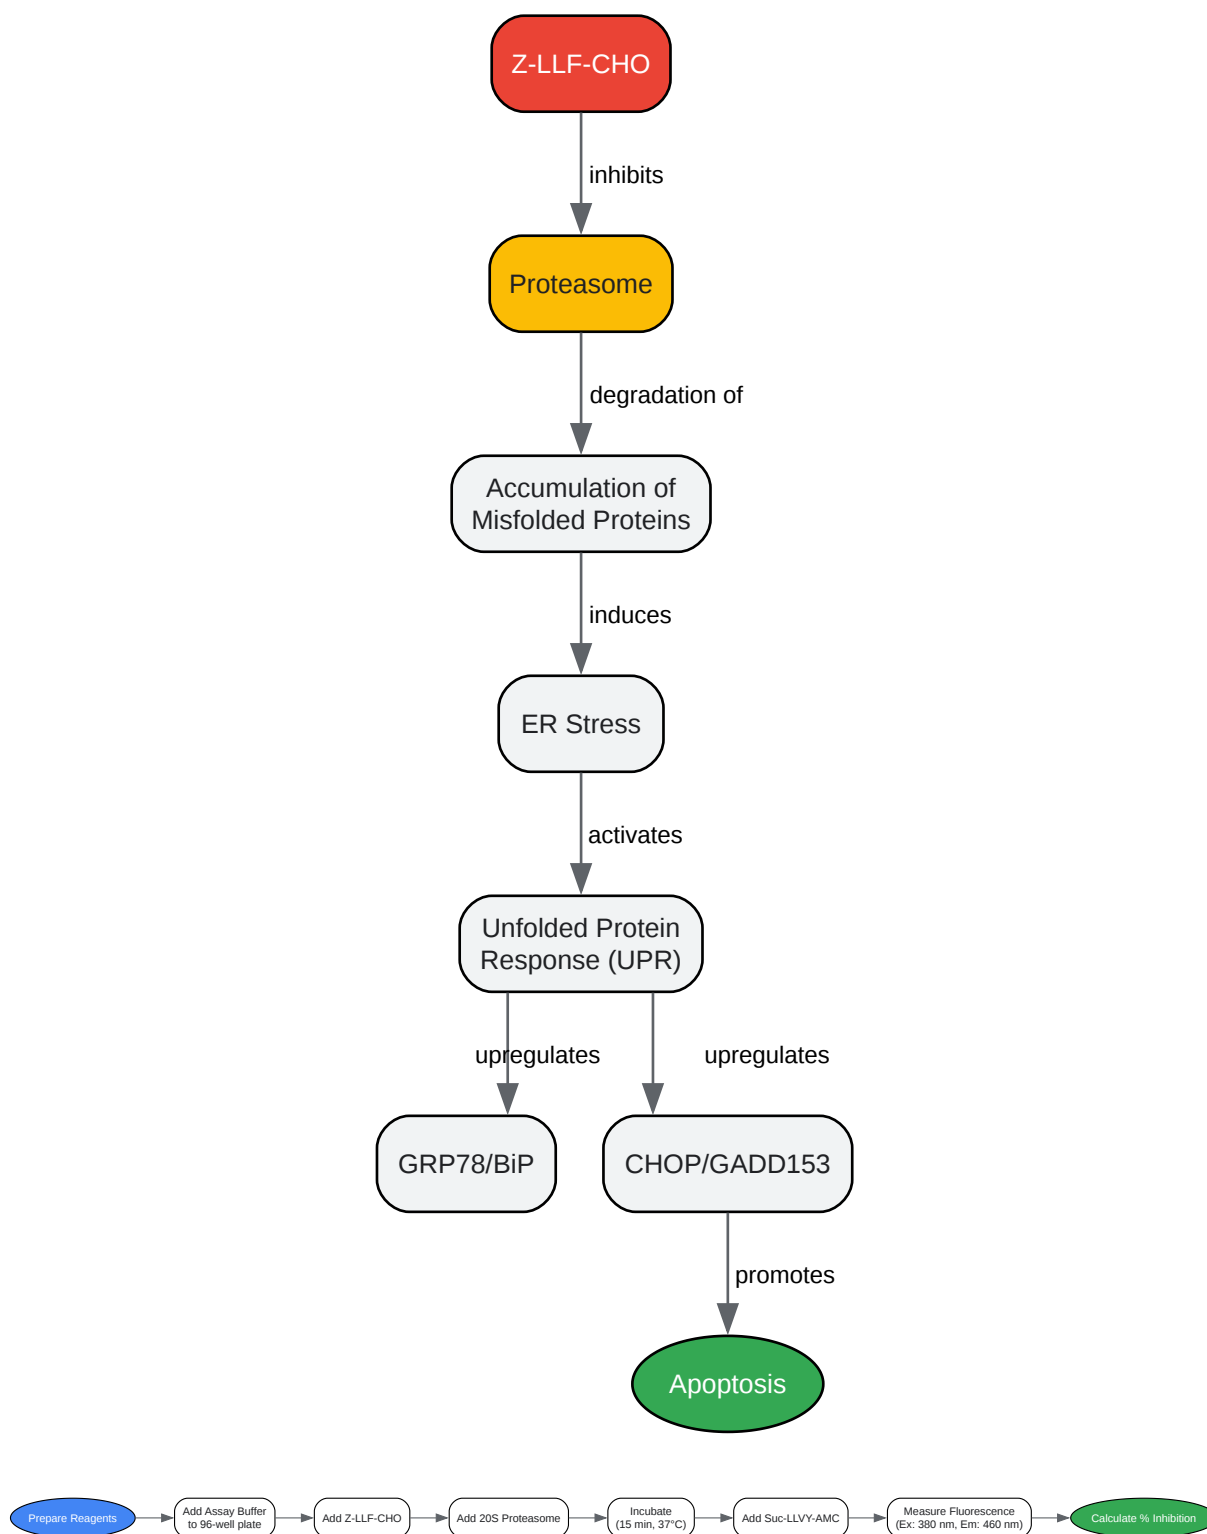 Z-LLF-CHO
inhibits
Proteasome
degradation of
Accumulation of
Misfolded Proteins
induces
ER Stress
activates
Unfolded Protein
Response (UPR)
upregulates
upregulates
GRP78/BiP
CHOP/GADD153
promotes
Apoptosis
Prepare Reagents
Add Assay Buffer
to 96-well plate
Add Z-LLF-CHO
Add 20S Proteasome
Incubate
(15 min, 37°C)
Add Suc-LLVY-AMC
Measure Fluorescence
(Ex: 380 nm, Em: 460 nm)
Calculate % Inhibition